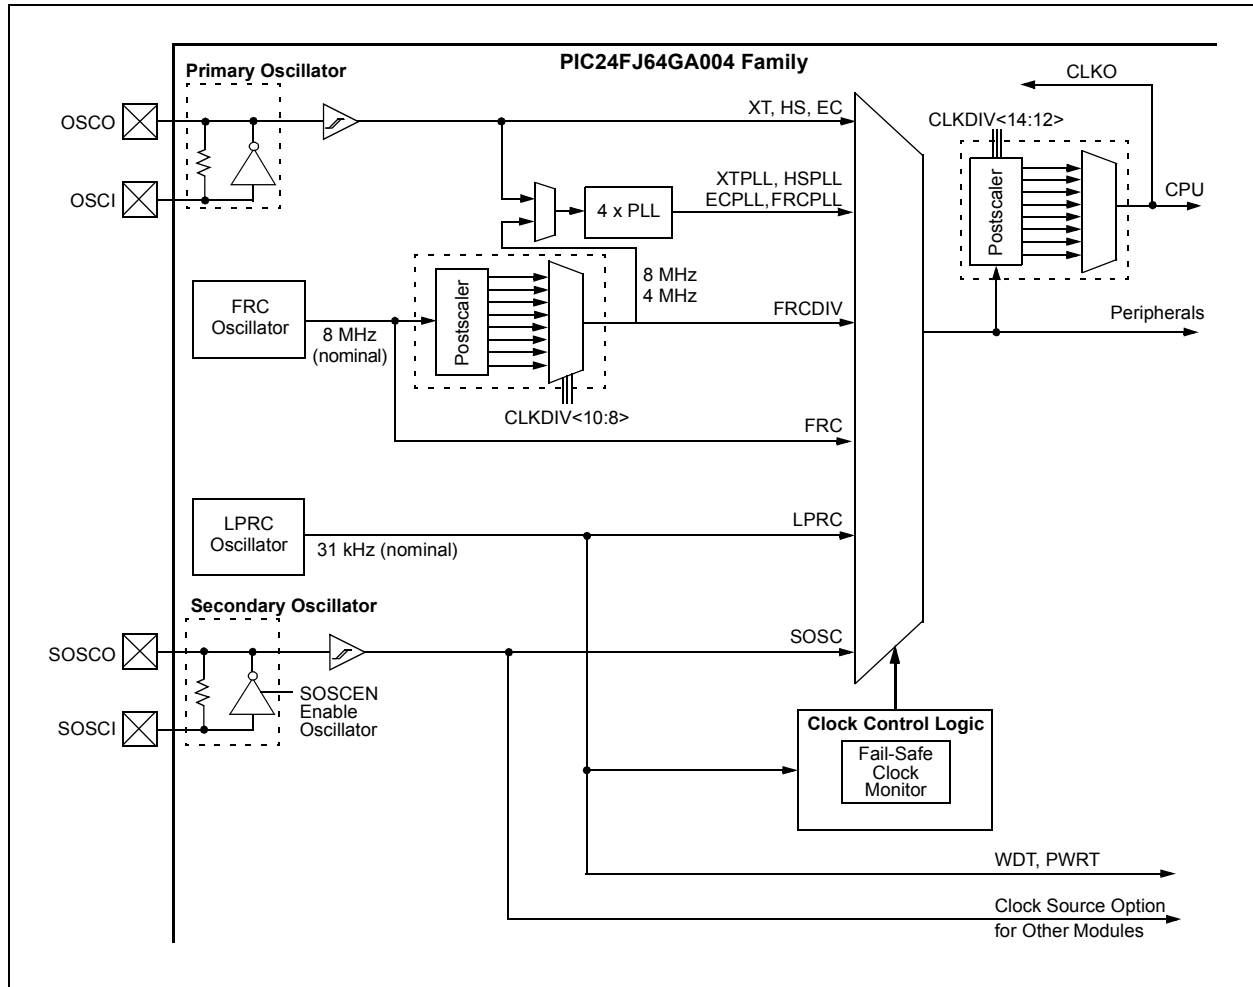 PIC24FJ64GA004 Family
Primary Oscillator
OSCO
OSCI
XT, HS, EC
XTPLL, HSPLL
ECPLL,FRCPLL
4 x PLL
8 MHz
4 MHz
CLKO
CLKDIV<14:12>
Postscaler
CPU
Peripherals
FRC
Oscillator
8 MHz
(nominal)
Postscaler
CLKDIV<10:8>
FRCDIV
FRC
LPRC
Oscillator
31 kHz (nominal)
LPRC
Secondary Oscillator
SOSCO
SOSCI
SOSCEN
Enable
Oscillator
SOSC
Clock Control Logic
Fail-Safe
Clock
Monitor
WDT, PWRT
Clock Source Option
for Other Modules